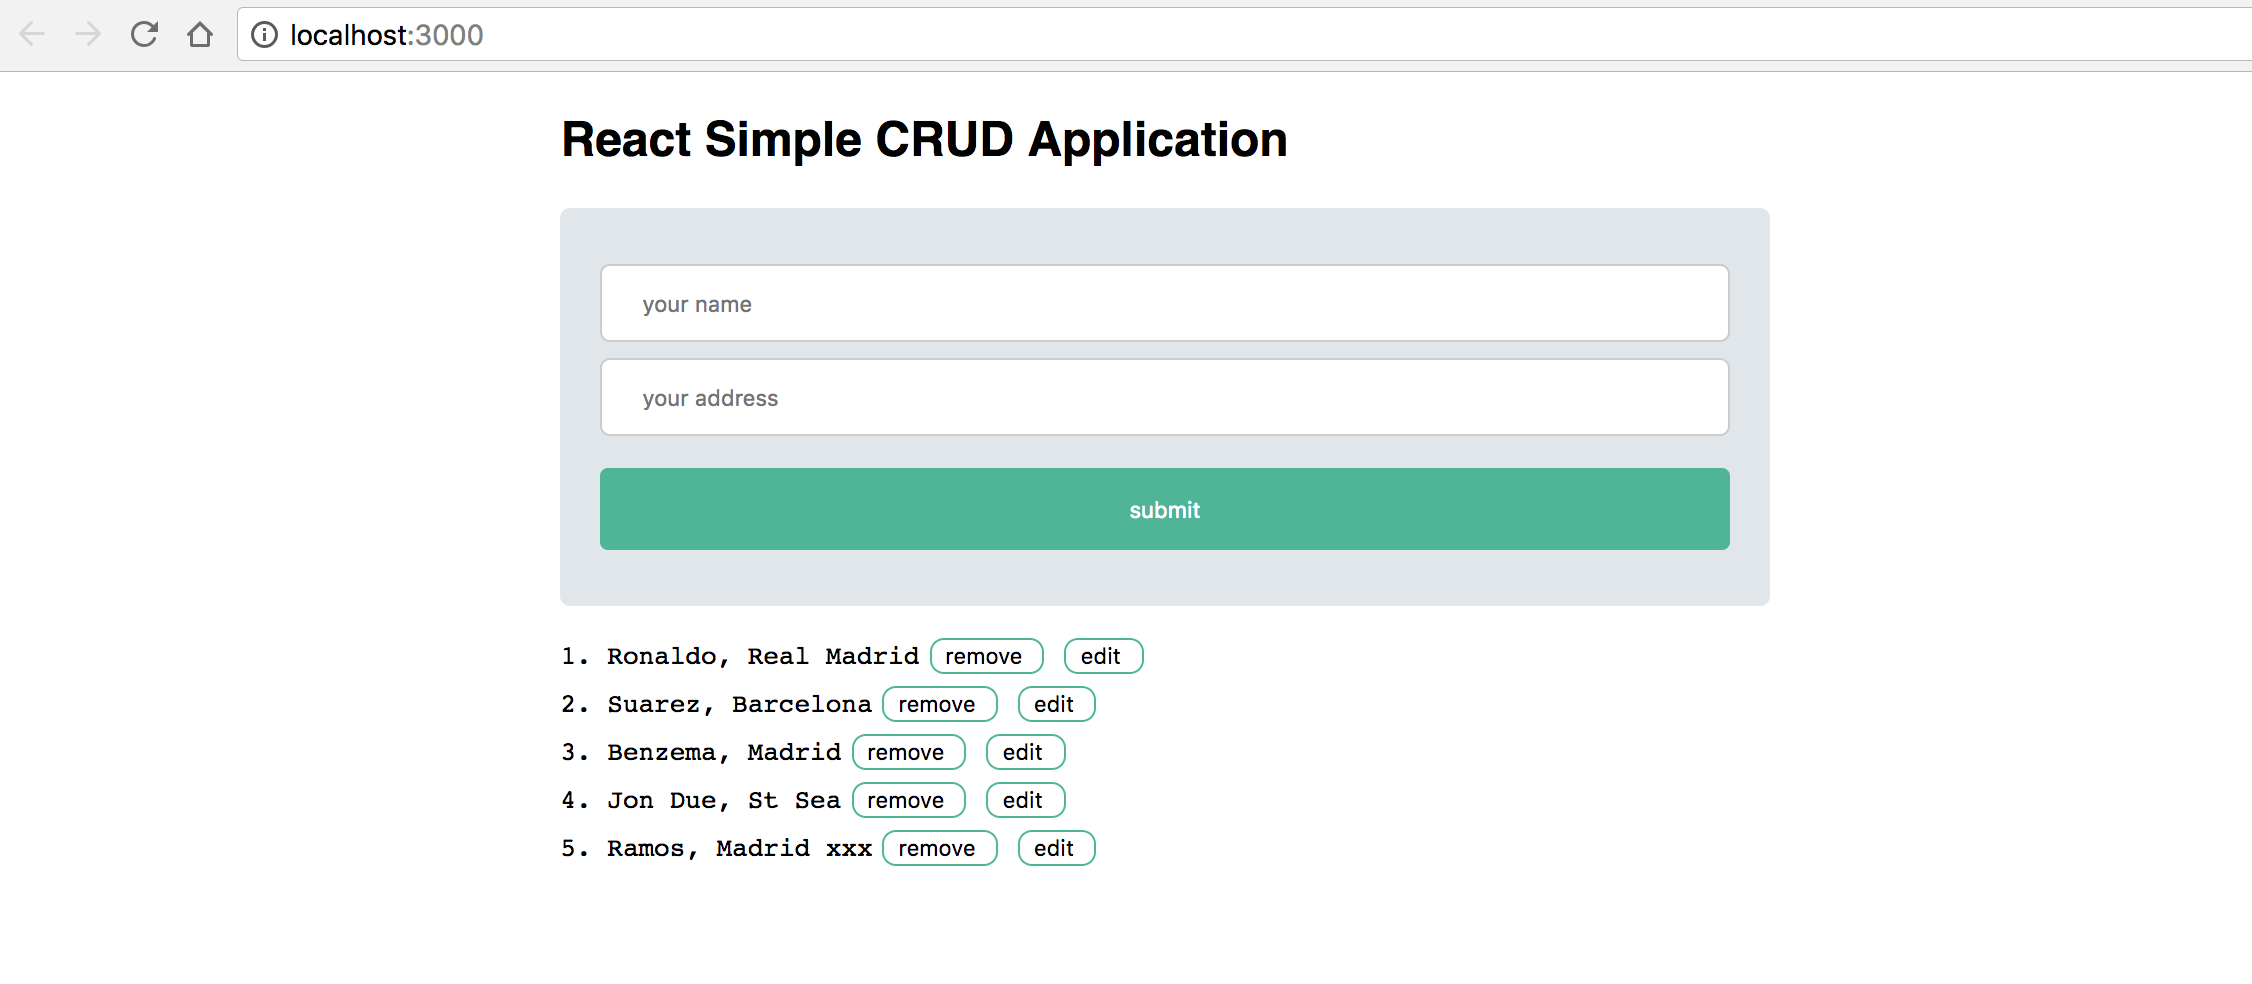 localhost:3000
React Simple CRUD Application
your name
your address
submit
1. Ronaldo, Real Madrid remove edit
2. Suarez, Barcelona remove edit
3. Benzema, Madrid remove edit
4. Jon Due, St Sea remove edit
5. Ramos, Madrid xxx remove edit